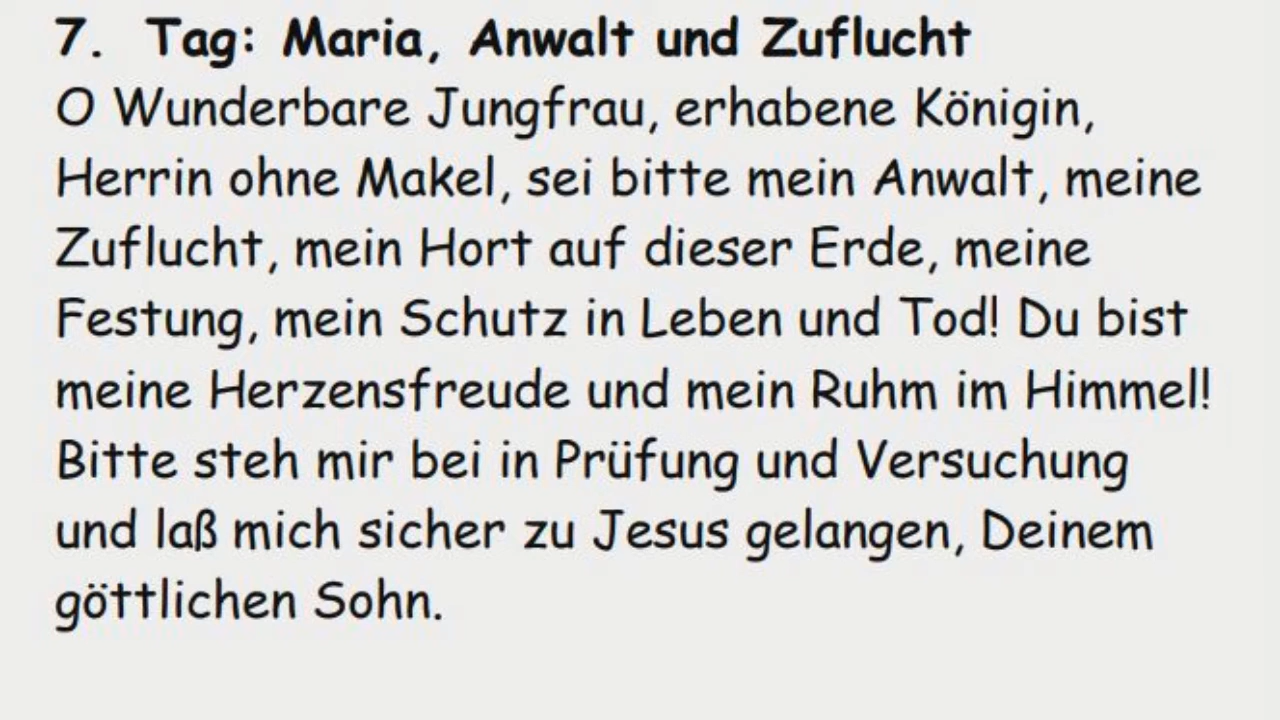 7. Tag: Maria, Anwalt und Zuflucht
O Wunderbare Jungfrau, erhabene Königin,
Herrin ohne Makel, sei bitte mein Anwalt, meine
Zuflucht, mein Hort auf dieser Erde, meine
Festung, mein Schutz in Leben und Tod! Du bist
meine Herzensfreude und mein Ruhm im Himmel!
Bitte steh mir bei in Prüfung und Versuchung
und laß mich sicher zu Jesus gelangen, Deinem
göttlichen Sohn.